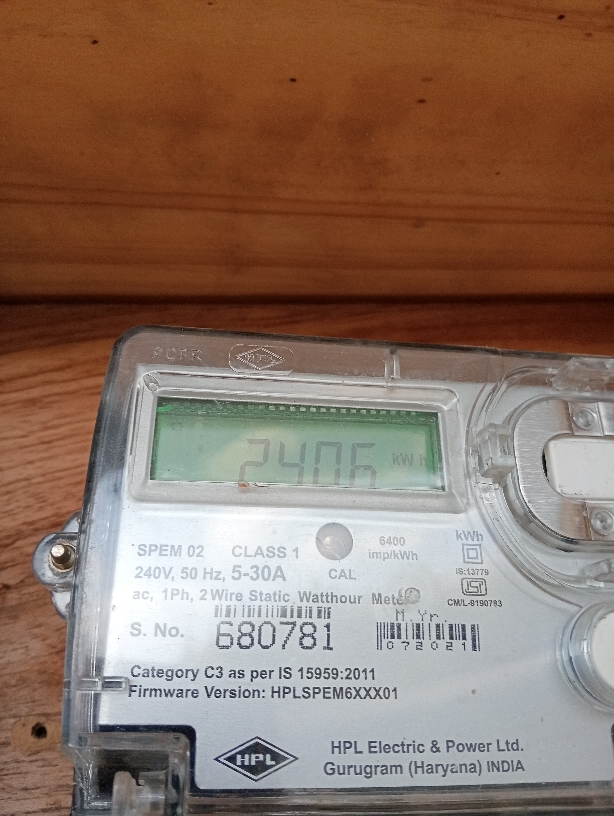 HPL
2406 kWh
SPEM 02 CLASS 1
6400 imp/kWh
kWh
240V, 50 Hz, 5-30A
CAL
IS:13779
ac, 1Ph, 2 Wire Static Watthour Meter
CM/L-9190783
M. Yr.
S. No. 680781
072021
Category C3 as per IS 15959:2011
Firmware Version: HPLSPEM6XXX01
HPL
HPL Electric & Power Ltd.
Gurugram (Haryana) INDIA